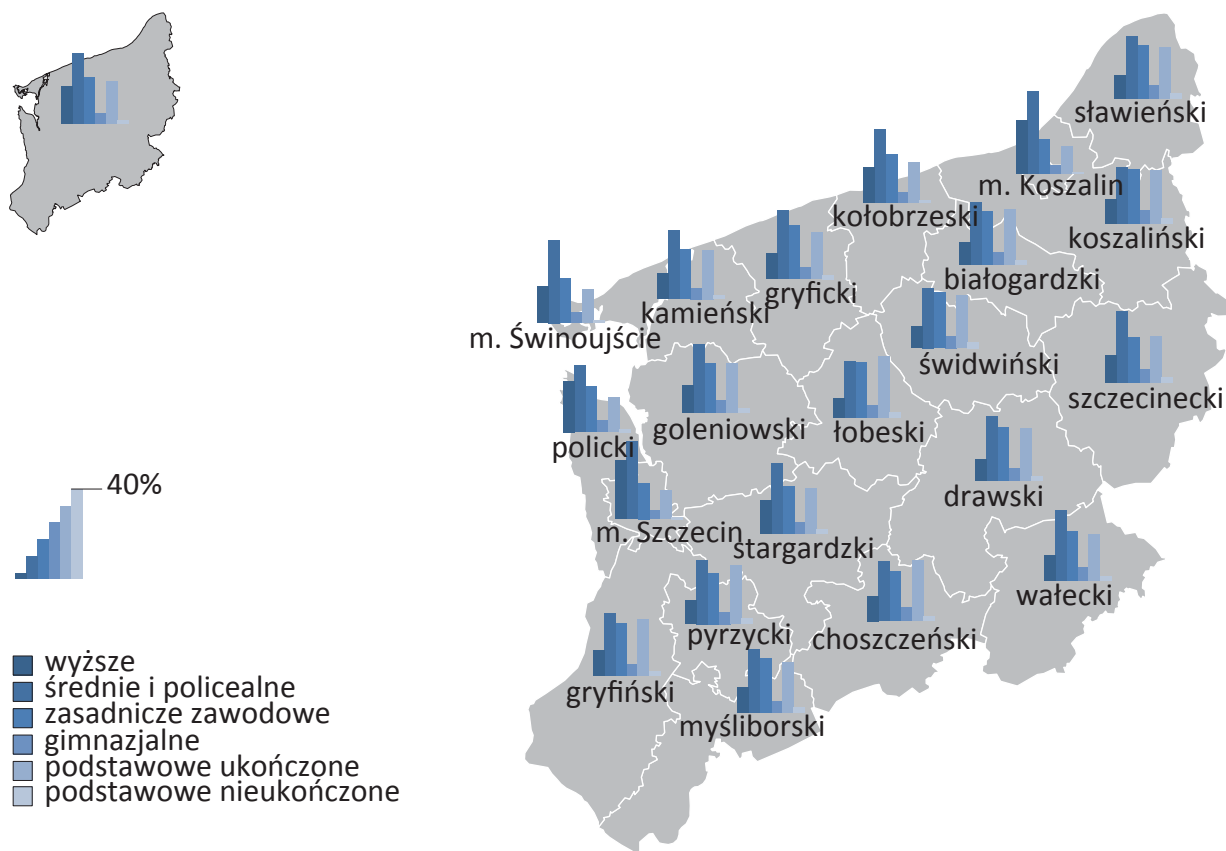 sławieński
m. Koszalin
kołobrzeski
koszaliński
białogardzki
gryficki
kamieński
m. Świnoujście
świdwiński
szczecinecki
goleniowski
łobeski
policki
40%
drawski
m. Szczecin
stargardzki
wałecki
pyrzycki
choszczeński
gryfiński
myśliborski
wyższe
średnie i policealne
zasadnicze zawodowe
gimnazjalne
podstawowe ukończone
podstawowe nieukończone